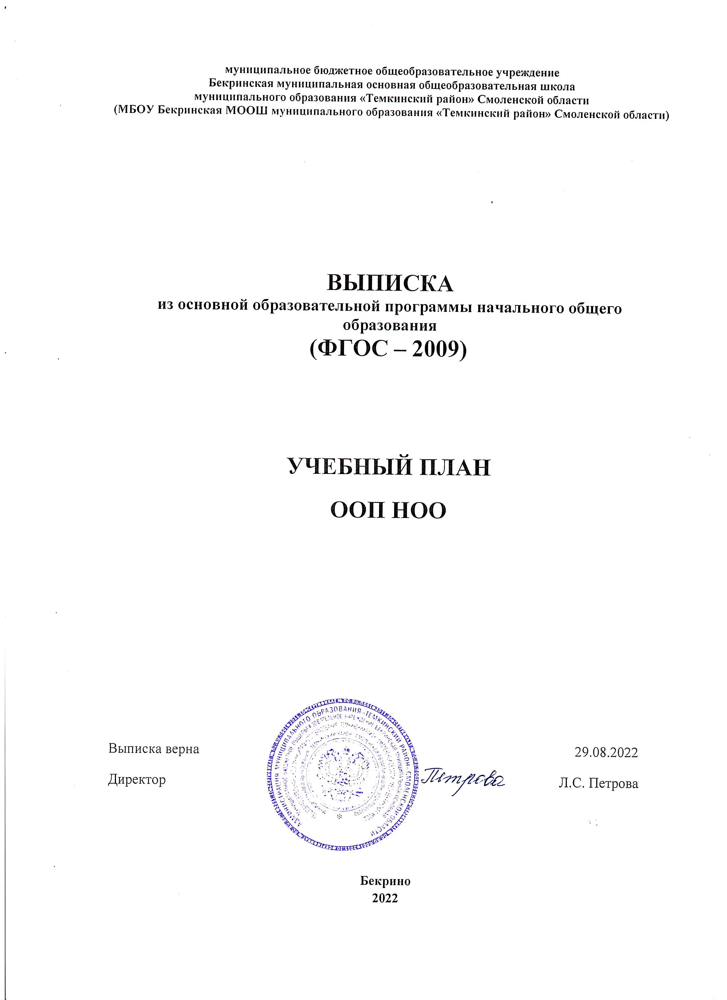 муниципальное бюджетное общеобразовательное учреждение
Бекринская муниципальная основная общеобразовательная школа
муниципального образования «Темкинский район» Смоленской области
(МБОУ Бекринская МООШ муниципального образования «Темкинский район» Смоленской области)
ВЫПИСКА
из основной образовательной программы начального общего
образования
(ФГОС – 2009)
УЧЕБНЫЙ ПЛАН
ООП НОО
АДМИНИСТРАЦИЯ МУНИЦИПАЛЬНОГО ОБРАЗОВАНИЯ «ТЕМКИНСКИЙ РАЙОН» СМОЛЕНСКОЙ ОБЛАСТИ
Выписка верна 29.08.2022
Директор Петрова Л.С. Петрова
Бекрино
2022